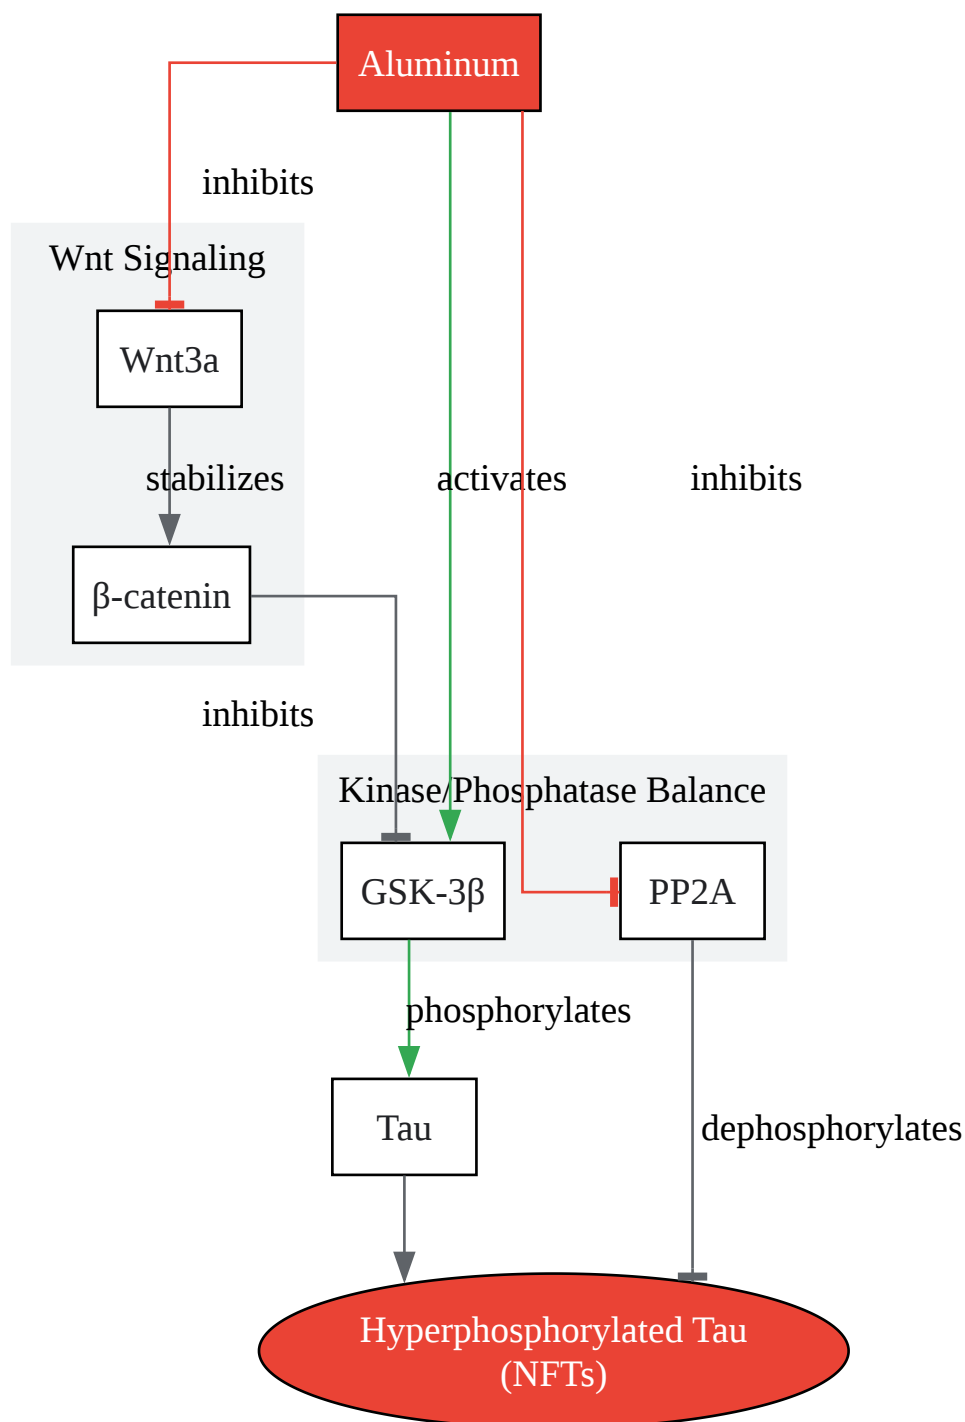 Aluminum
inhibits
Wnt Signaling
Wnt3a
stabilizes
activates
inhibits
β-catenin
inhibits
Kinase/Phosphatase Balance
GSK-3β
PP2A
phosphorylates
Tau
dephosphorylates
Hyperphosphorylated Tau
(NFTs)